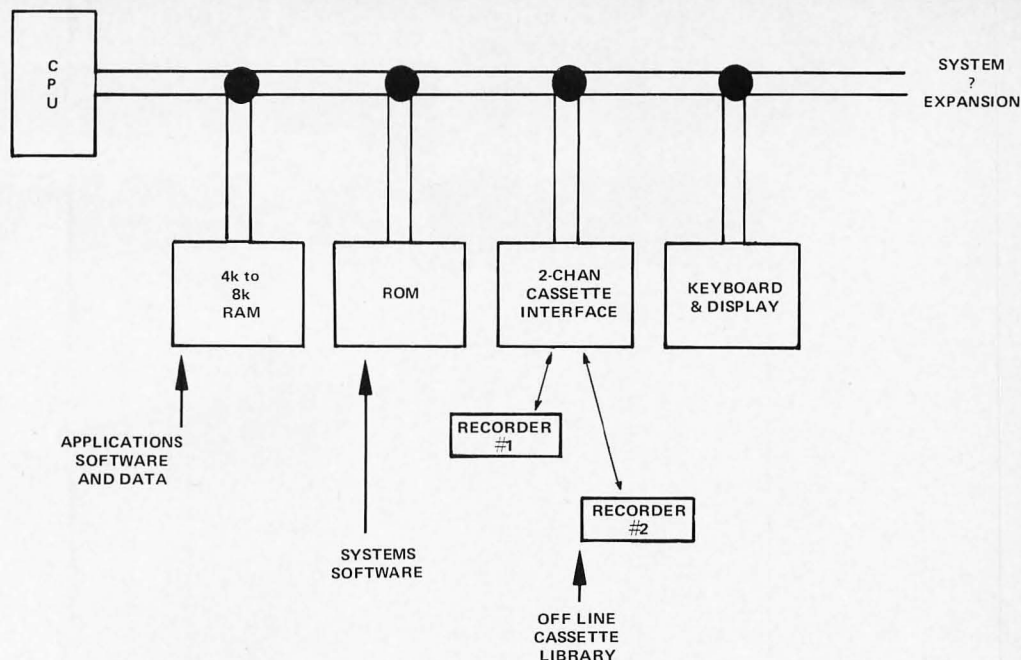 C
P
U
SYSTEM
?
EXPANSION
4k to
8k
RAM
ROM
2-CHAN
CASSETTE
INTERFACE
KEYBOARD
& DISPLAY
RECORDER
#1
APPLICATIONS
SOFTWARE
AND DATA
RECORDER
#2
SYSTEMS
SOFTWARE
OFF LINE
CASSETTE
LIBRARY